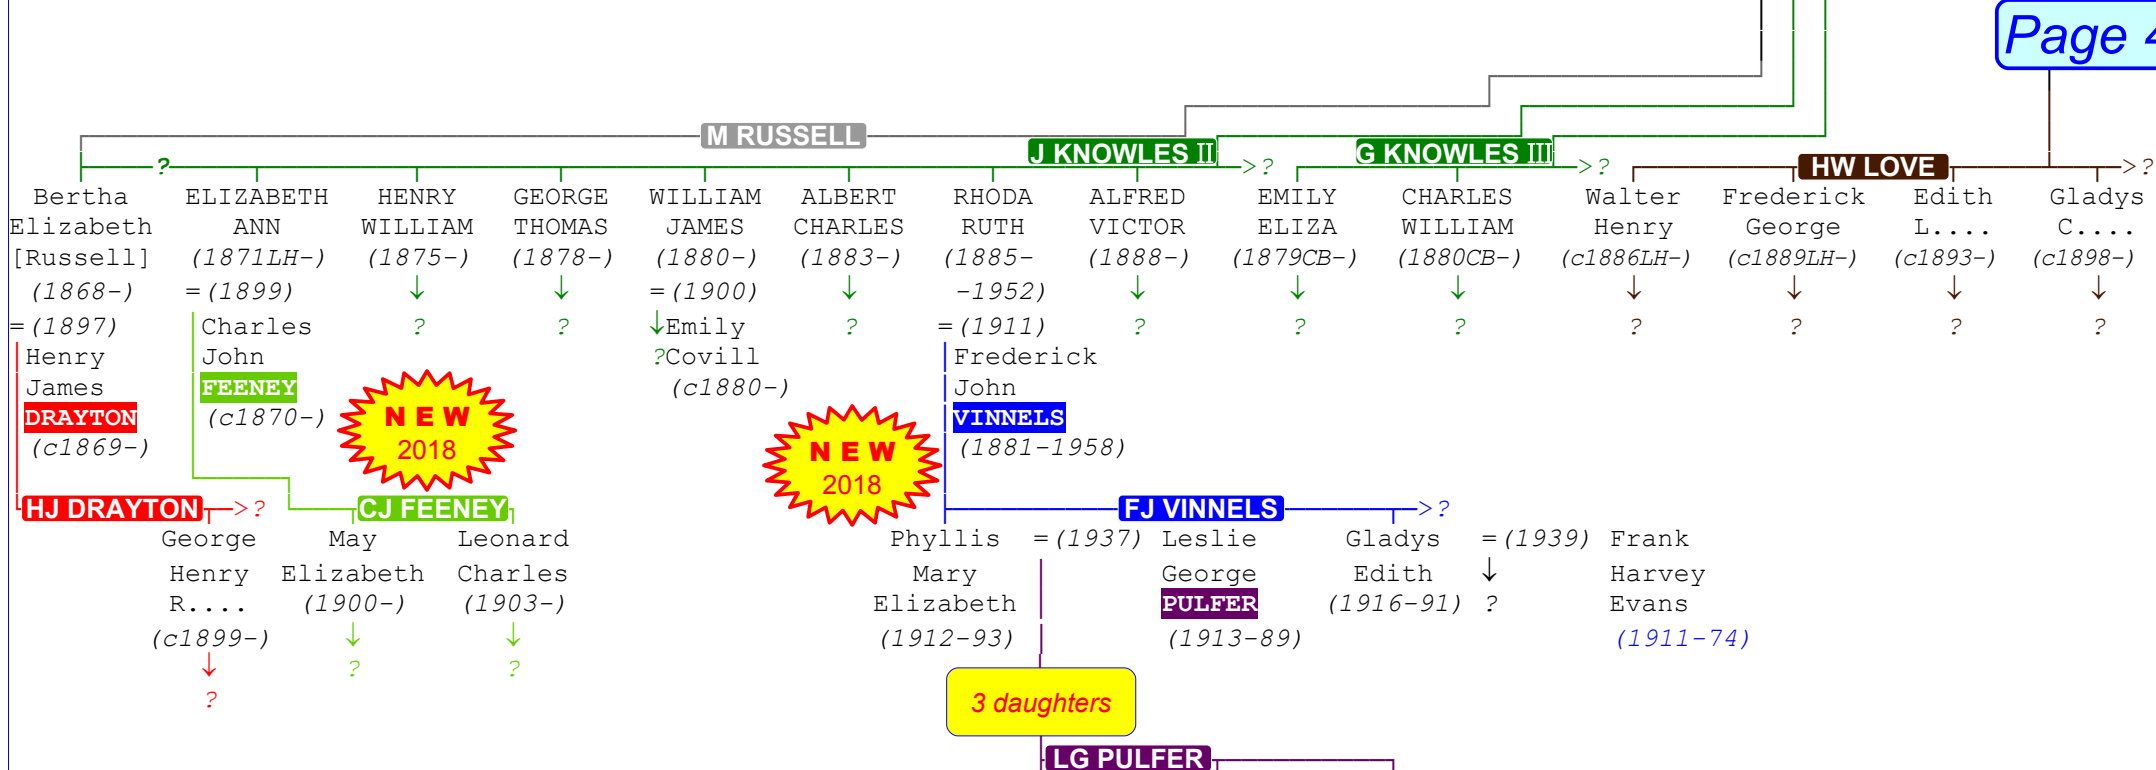 Page 4
M RUSSELL
J KNOWLES II
G KNOWLES III
HW LOVE
? >? >? >?
Bertha ELIZABETH HENRY GEORGE WILLIAM ALBERT RHODA ALFRED EMILY CHARLES Walter Frederick Edith Gladys
Elizabeth ANN WILLIAM THOMAS JAMES CHARLES RUTH VICTOR ELIZA WILLIAM Henry George L.... C....
[Russell] (1871LH-) (1875-) (1878-) (1880-) (1883-) (1885- (1888-) (1879CB-) (1880CB-) (c1886LH-) (c1889LH-) (c1893-) (c1898-)
(1868-) =(1899) ↓ ↓ =(1900) ↓ -1952) ↓ ↓ ↓ ↓ ↓ ↓ ↓
=(1897) Charles ? ? ↓Emily ? =(1911) ? ? ? ? ? ? ?
Henry John ?Covill Frederick
James FEENEY (c1880-) John
DRAYTON (c1870-) VINNELS
(c1869-) (1881-1958)
NEW
2018
NEW
2018
HJ DRAYTON >? CJ FEENEY FJ VINNELS >?
George May Leonard Phyllis =(1937) Leslie Gladys =(1939) Frank
Henry Elizabeth Charles Mary George Edith ↓ Harvey
R.... (1900-) (1903-) Elizabeth PULFER (1916-91) ? Evans
(c1899-) ↓ ↓ (1912-93) (1913-89) (1911-74)
↓ ? ?
?
3 daughters
LG PULFER